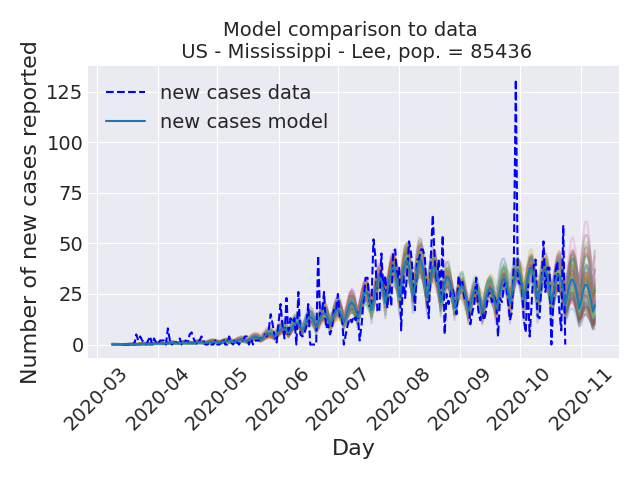 Model comparison to data
US - Mississippi - Lee, pop. = 85436
Number of new cases reported
125
100
75
50
25
0
new cases data
new cases model
2020-03
2020-04
2020-05
2020-06
2020-07
2020-08
2020-09
2020-10
2020-11
Day